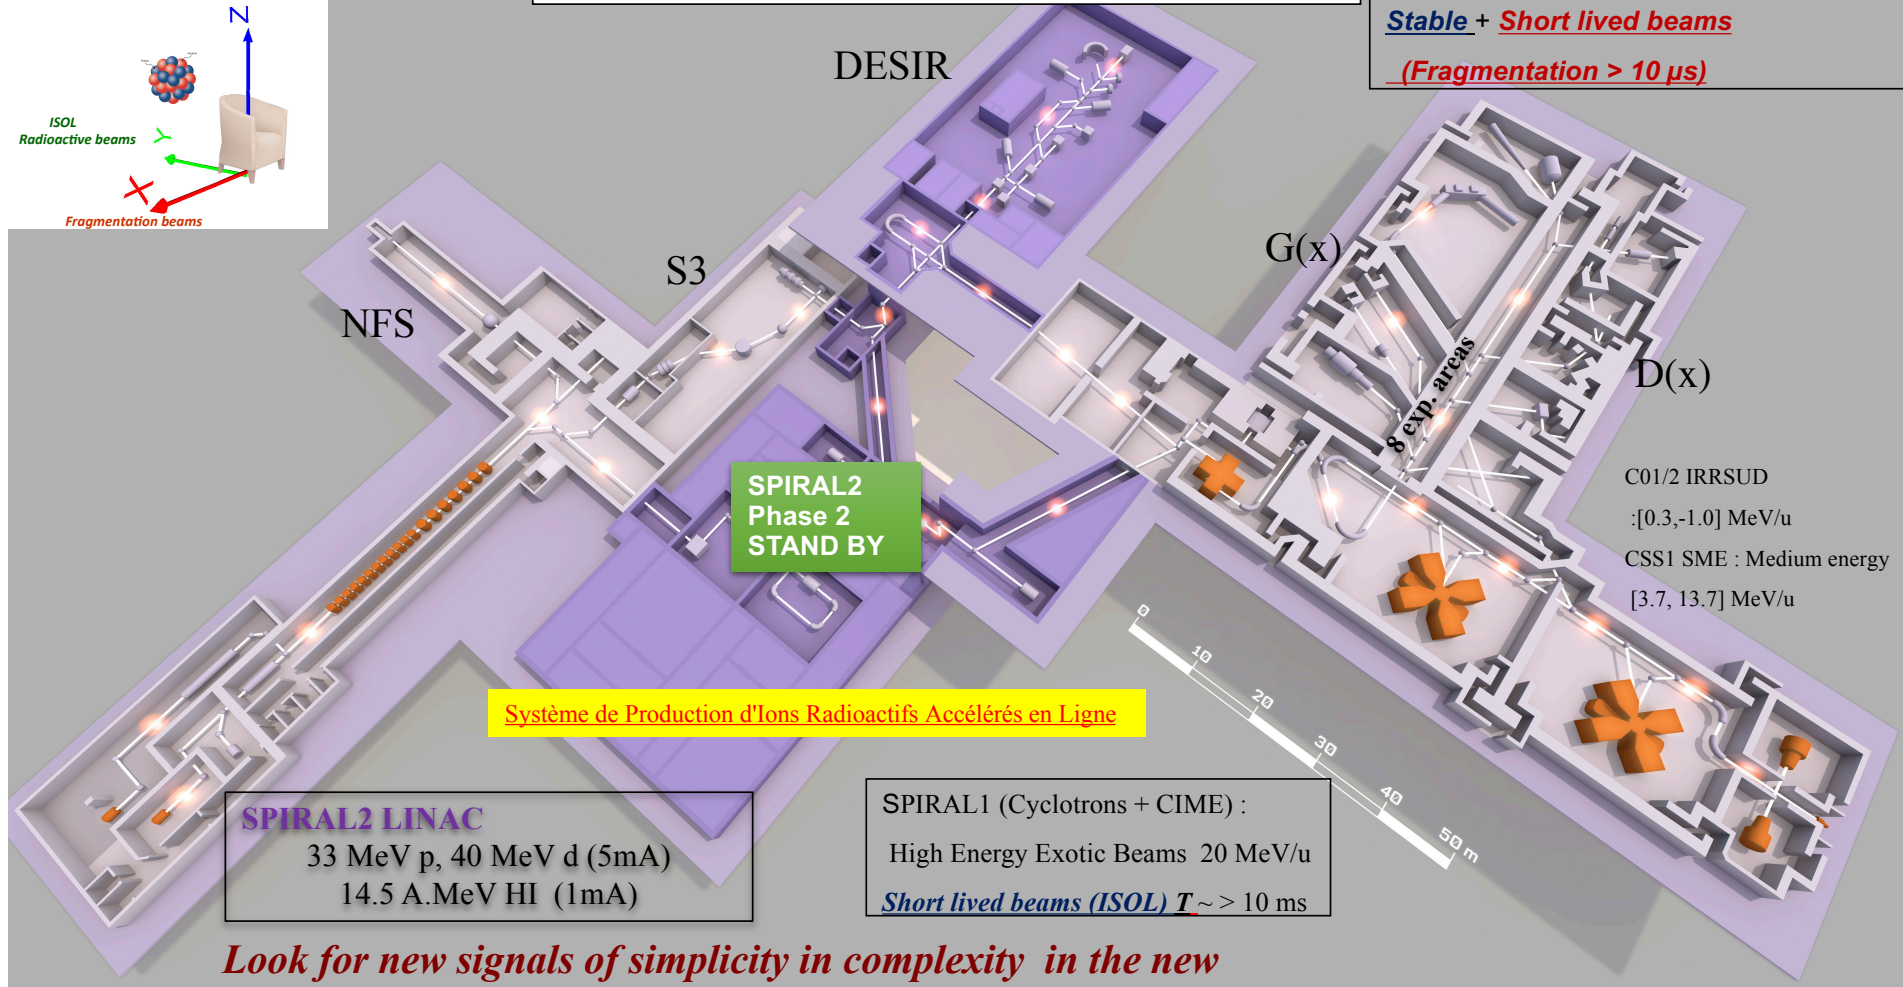 Z
ISOL
Radioactive beams
Y
X
Fragmentation beams
Stable + Short lived beams
(Fragmentation > 10 µs)
DESIR
G(x)
S3
NFS
D(x)
8 exp. areas
SPIRAL2
Phase 2
STAND BY
C01/2 IRRSUD
:[0.3,-1.0] MeV/u
CSS1 SME : Medium energy
[3.7, 13.7] MeV/u
0
10
20
30
40
50 m
Système de Production d'Ions Radioactifs Accélérés en Ligne
SPIRAL2 LINAC
33 MeV p, 40 MeV d (5mA)
14.5 A.MeV HI (1mA)
SPIRAL1 (Cyclotrons + CIME) :
High Energy Exotic Beams 20 MeV/u
Short lived beams (ISOL) T ~ > 10 ms
Look for new signals of simplicity in complexity in the new